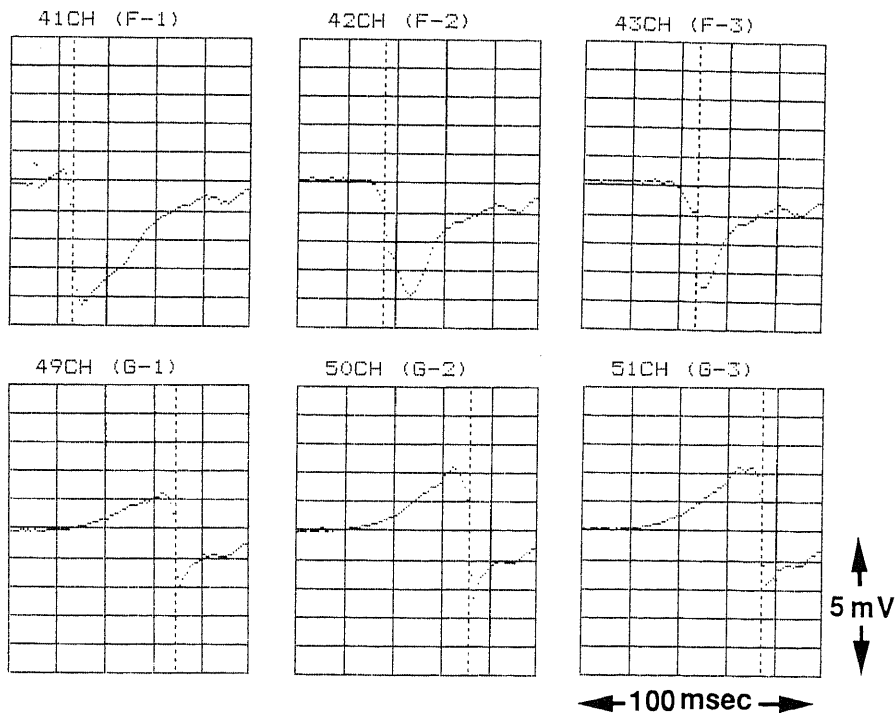 41CH (F-1)
42CH (F-2)
43CH (F-3)
49CH (G-1)
50CH (G-2)
51CH (G-3)
5 mV
100 msec